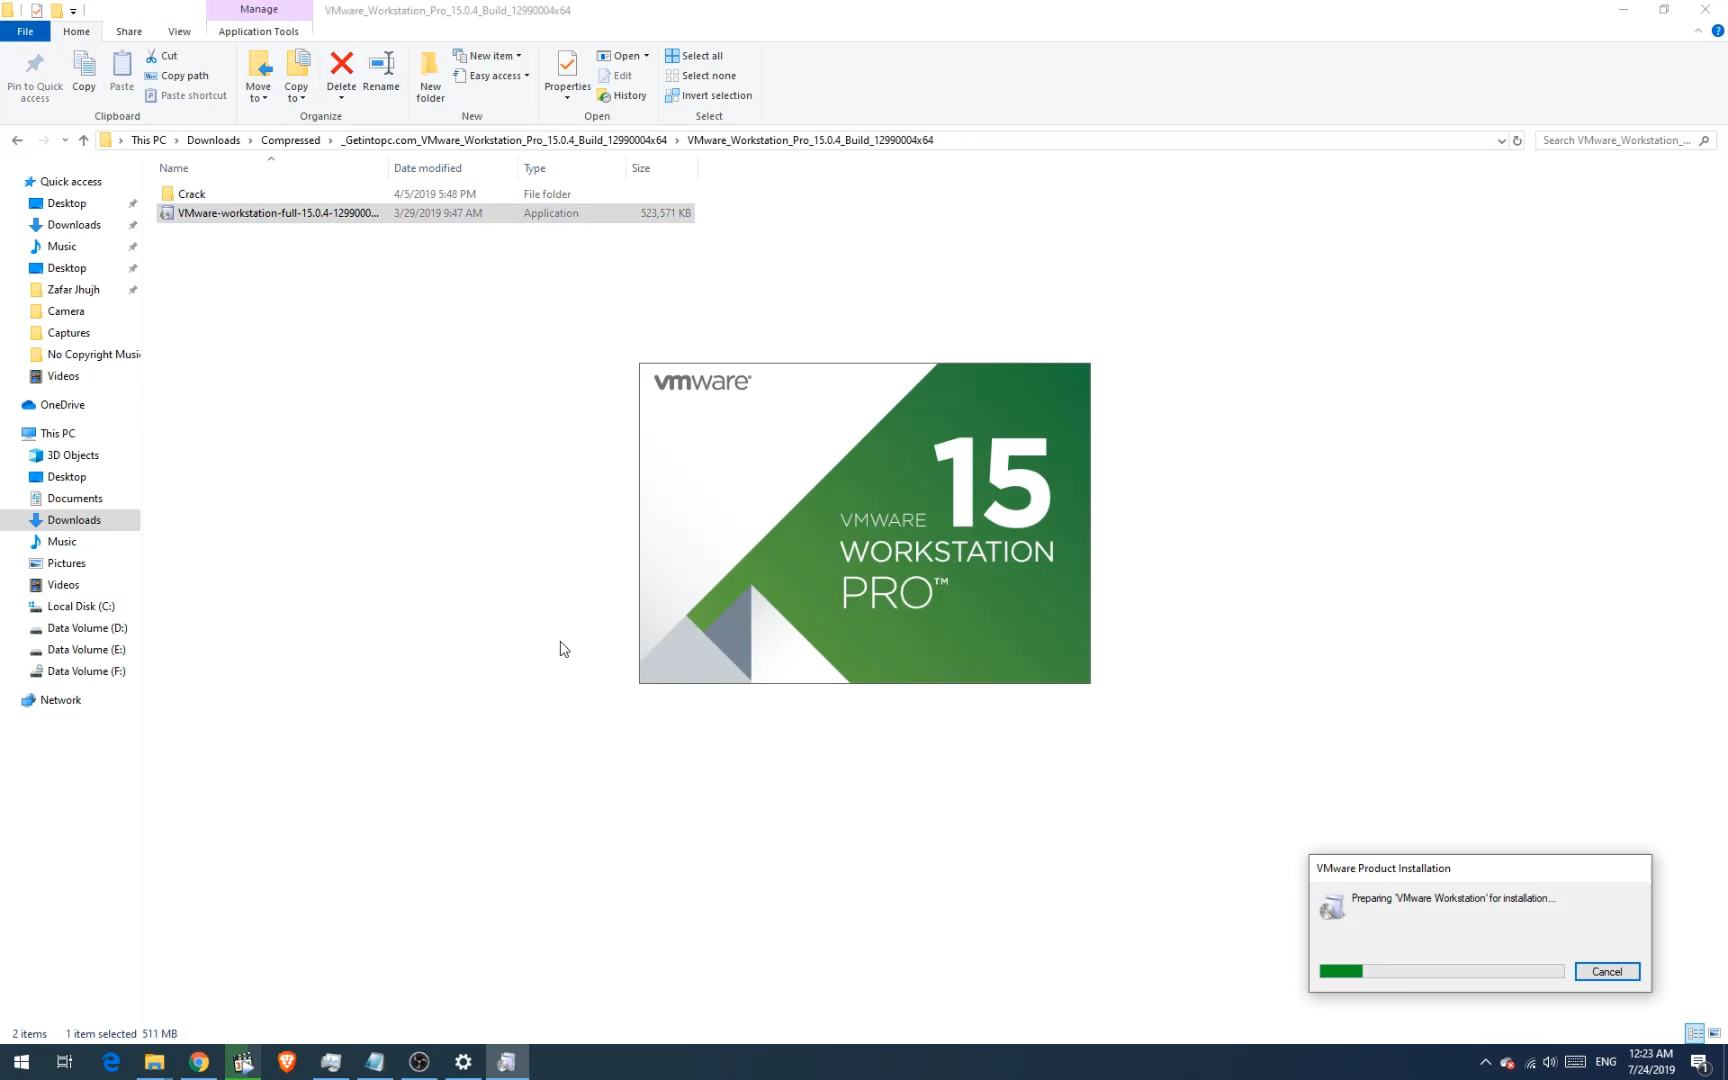 Manage
VMware_Workstation_Pro_15.0.4_Build_12990004x64
File
Home
Share
View
Application Tools
Pin to Quick access
Copy
Paste
Cut
Copy path
Paste shortcut
Clipboard
Move to
Copy to
Delete
Rename
Organize
New folder
New item
Easy access
New
Properties
Open
Edit
History
Open
Select all
Select none
Invert selection
Select
This PC > Downloads > Compressed > _Getintopc.com_VMware_Workstation_Pro_15.0.4_Build_12990004x64 > VMware_Workstation_Pro_15.0.4_Build_12990004x64
Search VMware_Workstation_...
Name
Date modified
Type
Size
Crack
4/5/2019 5:48 PM
File folder
VMware-workstation-full-15.0.4-1299000...
3/29/2019 9:47 AM
Application
523,571 KB
Quick access
Desktop
Downloads
Music
Desktop
Zafar Jhujh
Camera
Captures
No Copyright Musi
Videos
OneDrive
This PC
3D Objects
Desktop
Documents
Downloads
Music
Pictures
Videos
Local Disk (C:)
Data Volume (D:)
Data Volume (E:)
Data Volume (F:)
Network
vmware®
15
VMWARE
WORKSTATION
PRO™
VMware Product Installation
Preparing 'VMware Workstation' for installation...
Cancel
2 items
1 item selected 511 MB
ENG
12:23 AM
7/24/2019
1